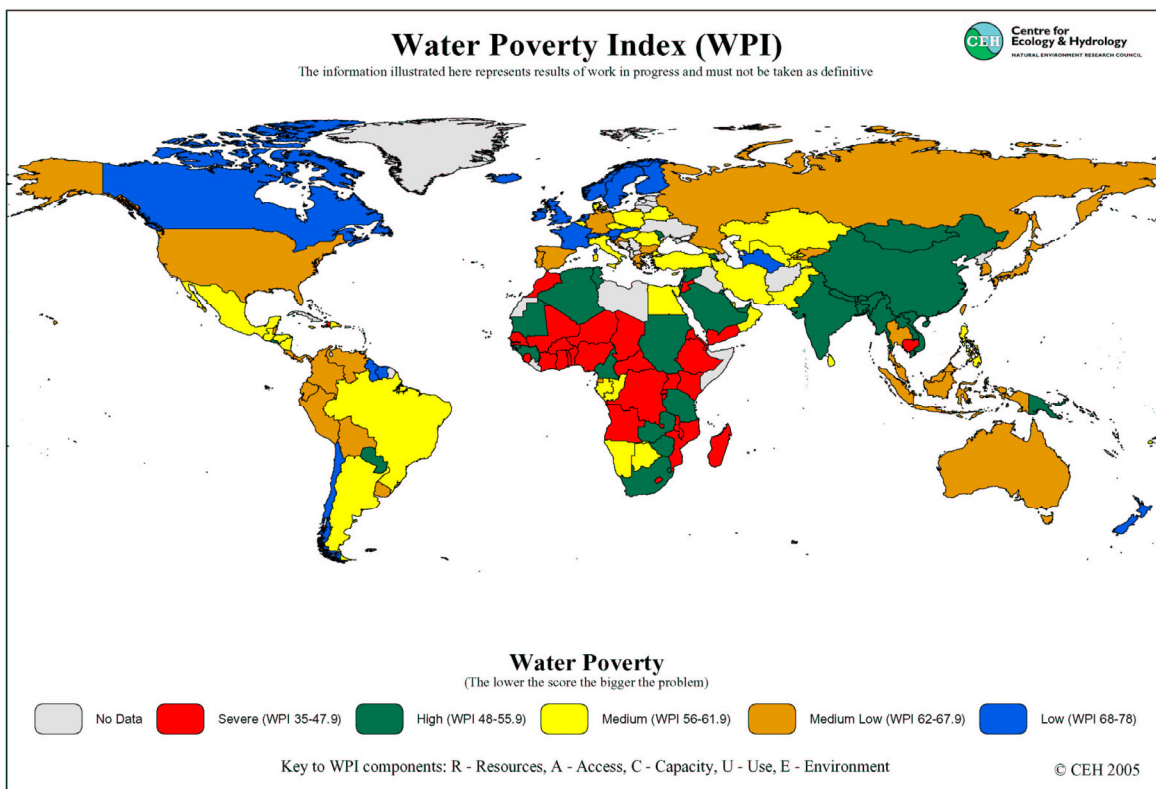 Water Poverty Index (WPI)
The information illustrated here represents results of work in progress and must not be taken as definitive
CEH
Centre for
Ecology & Hydrology
NATURAL ENVIRONMENT RESEARCH COUNCIL
Water Poverty
(The lower the score the bigger the problem)
No Data
Severe (WPI 35-47.9)
High (WPI 48-55.9)
Medium (WPI 56-61.9)
Medium Low (WPI 62-67.9)
Low (WPI 68-78)
Key to WPI components: R - Resources, A - Access, C - Capacity, U - Use, E - Environment
© CEH 2005